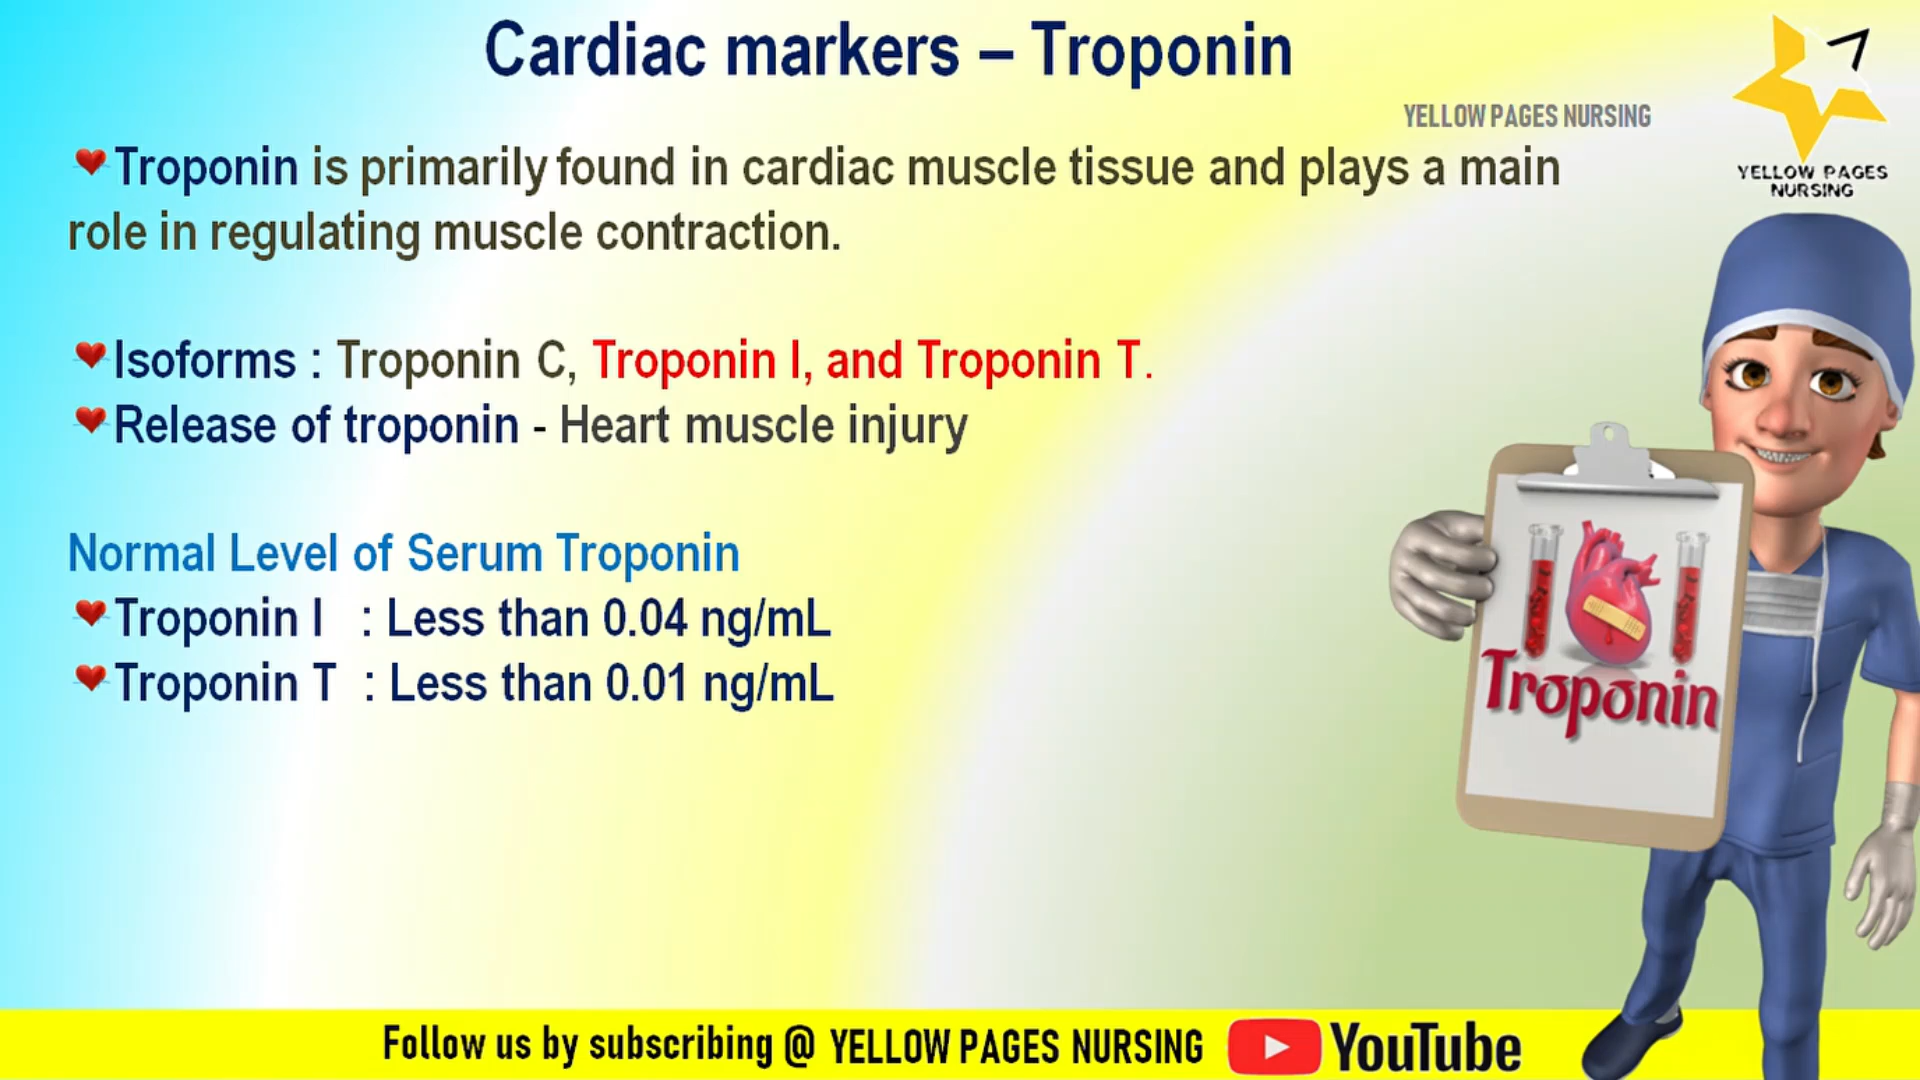 Cardiac markers – Troponin
YELLOW PAGES NURSING
YELLOW PAGES
NURSING
Troponin is primarily found in cardiac muscle tissue and plays a main
role in regulating muscle contraction.
Isoforms : Troponin C, Troponin I, and Troponin T.
Release of troponin - Heart muscle injury
Normal Level of Serum Troponin
Troponin I : Less than 0.04 ng/mL
Troponin T : Less than 0.01 ng/mL
Troponin
Follow us by subscribing @ YELLOW PAGES NURSING YouTube